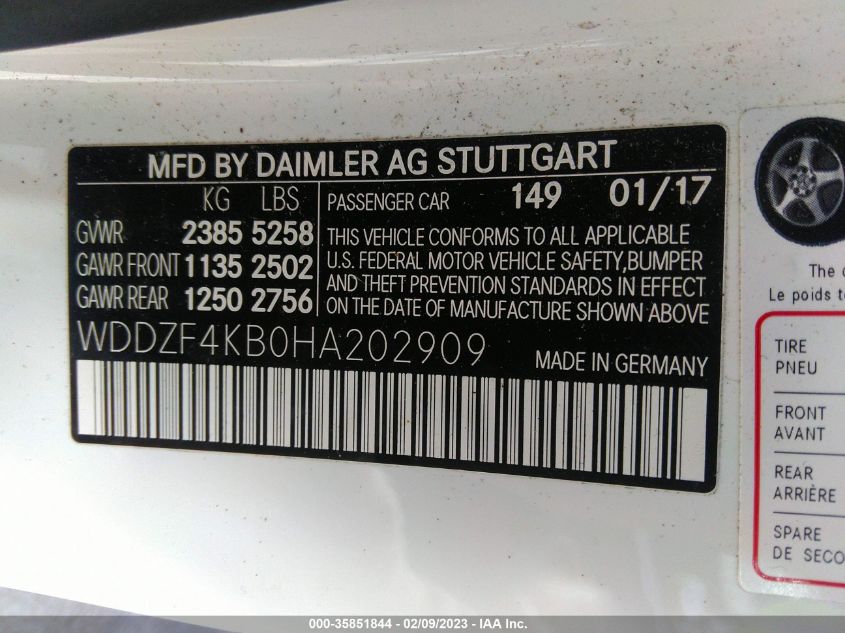 MFD BY DAIMLER AG STUTTGART
KG LBS
GVWR 2385 5258
GAWR FRONT 1135 2502
GAWR REAR 1250 2756
PASSENGER CAR 149 01/17
THIS VEHICLE CONFORMS TO ALL APPLICABLE
U.S. FEDERAL MOTOR VEHICLE SAFETY,BUMPER
AND THEFT PREVENTION STANDARDS IN EFFECT
ON THE DATE OF MANUFACTURE SHOWN ABOVE
WDDZF4KB0HA202909
MADE IN GERMANY
The
Le poids
TIRE
PNEU
FRONT
AVANT
REAR
ARRIÈRE
SPARE
DE
000-35851844 - 02/09/2023 - IAA Inc.